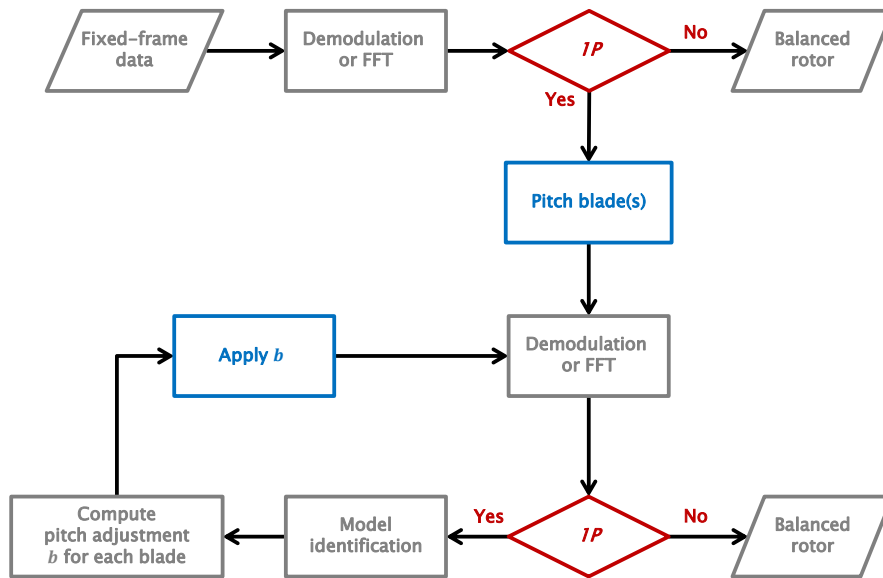 Fixed-frame
data
Demodulation
or FFT
1P
No
Balanced
rotor
Yes
Pitch blade(s)
Apply b
Demodulation
or FFT
Compute
pitch adjustment
b for each blade
Model
identification
Yes
1P
No
Balanced
rotor